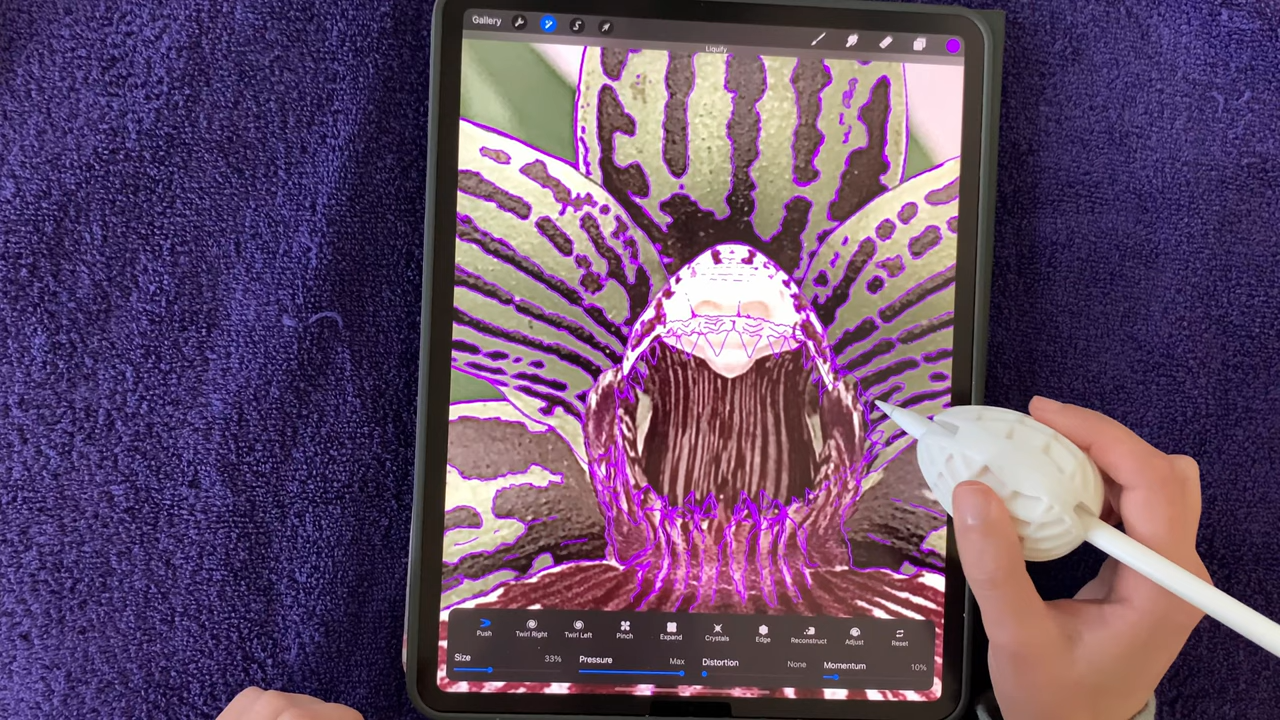 Gallery
Liquify
Push Twirl Right Twirl Left Pinch Expand Crystals Edge Reconstruct Adjust Reset
Size 33% Pressure Max Distortion None Momentum 10%